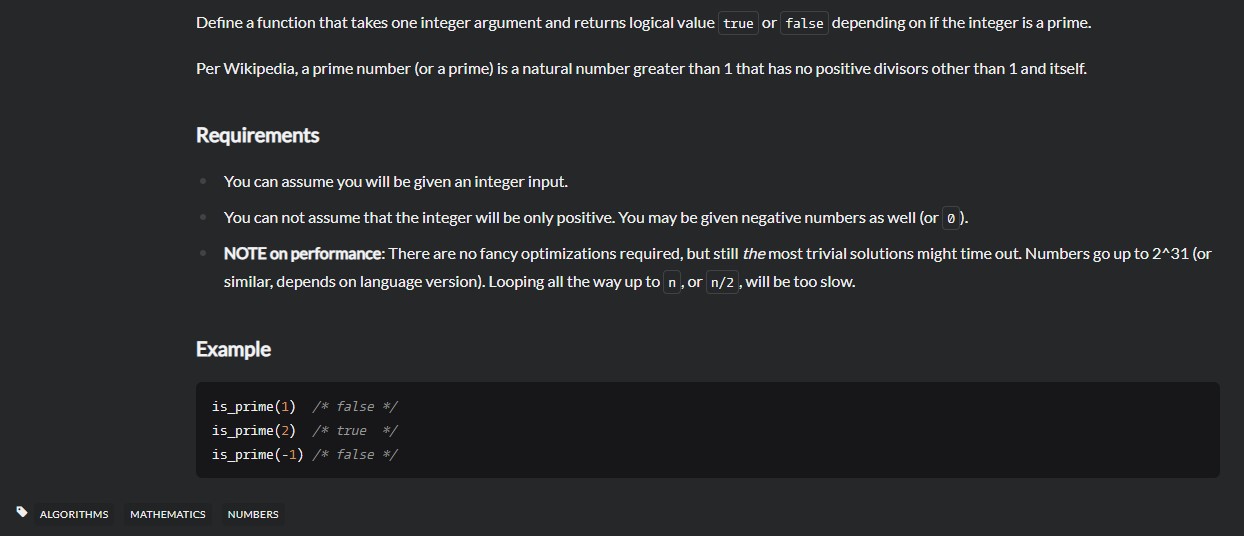 Define a function that takes one integer argument and returns logical value true or false depending on if the integer is a prime.
Per Wikipedia, a prime number (or a prime) is a natural number greater than 1 that has no positive divisors other than 1 and itself.
Requirements
You can assume you will be given an integer input.
You can not assume that the integer will be only positive. You may be given negative numbers as well (or 0).
NOTE on performance: There are no fancy optimizations required, but still the most trivial solutions might time out. Numbers go up to 2^31 (or
similar, depends on language version). Looping all the way up to n, or n/2, will be too slow.
Example
is_prime(1)  /* false */
is_prime(2)  /* true  */
is_prime(-1) /* false */
ALGORITHMS MATHEMATICS NUMBERS